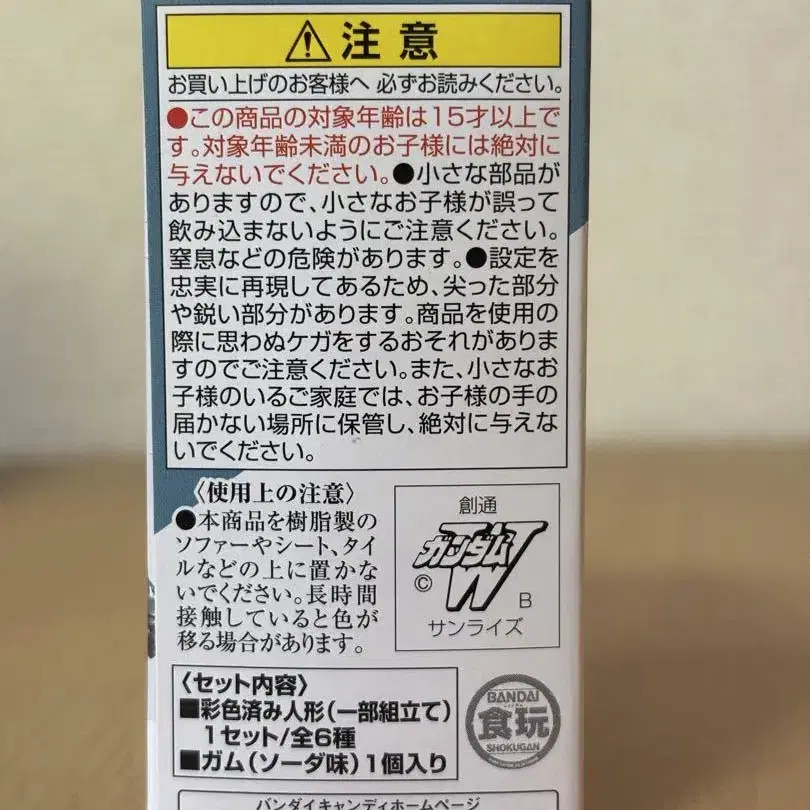 注意
お買い上げのお客様へ 必ずお読みください。
●この商品の対象年齢は15才以上で
す。対象年齢未満のお子様には絶対に
与えないでください。●小さな部品が
ありますので、小さなお子様が誤って
飲み込まないようにご注意ください。
窒息などの危険があります。●設定を
忠実に再現してあるため、尖った部分
や鋭い部分があります。商品を使用の
際に思わぬケガをするおそれがありま
すのでご注意ください。また、小さなお
子様のいるご家庭では、お子様の手の
届かない場所に保管し、絶対に与えな
いでください。
〈使用上の注意〉
●本商品を樹脂製の
ソファーやシート、タイ
ルなどの上に置かな
いでください。長時間
接触していると色が
移る場合があります。
創通
ガンダムW
©
B
サンライズ
〈セット内容〉
■彩色済み人形(一部組立て)
1セット/全6種
■ガム(ソーダ味)1個入り
BANDAI
食玩
SHOKUGAN
バンダイキャンディホームページ